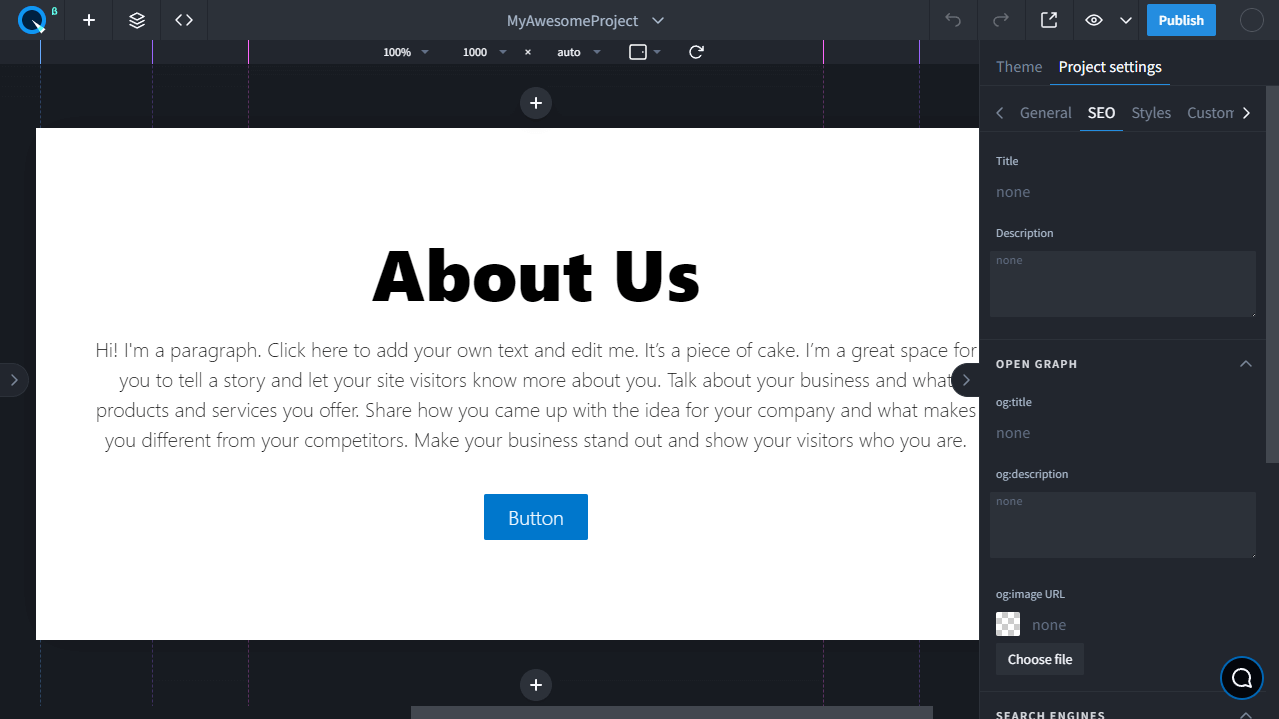 β
MyAwesomeProject
Publish
100%
1000
×
auto
Theme
Project settings
General
SEO
Styles
Custom
Title
none
Description
none
OPEN GRAPH
og:title
none
og:description
none
og:image URL
none
Choose file
SEARCH ENGINES
About Us
Hi! I'm a paragraph. Click here to add your own text and edit me. It’s a piece of cake. I’m a great space for
you to tell a story and let your site visitors know more about you. Talk about your business and what
products and services you offer. Share how you came up with the idea for your company and what makes
you different from your competitors. Make your business stand out and show your visitors who you are.
Button